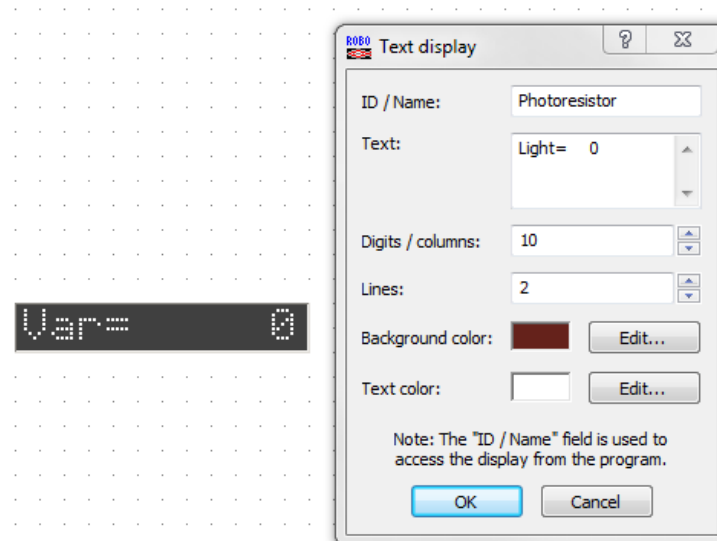 ROBO
Text display
ID / Name: Photoresistor
Text: Light= 0
Digits / columns: 10
Lines: 2
Var= 0
Background color: Edit...
Text color: Edit...
Note: The "ID / Name" field is used to
access the display from the program.
OK Cancel